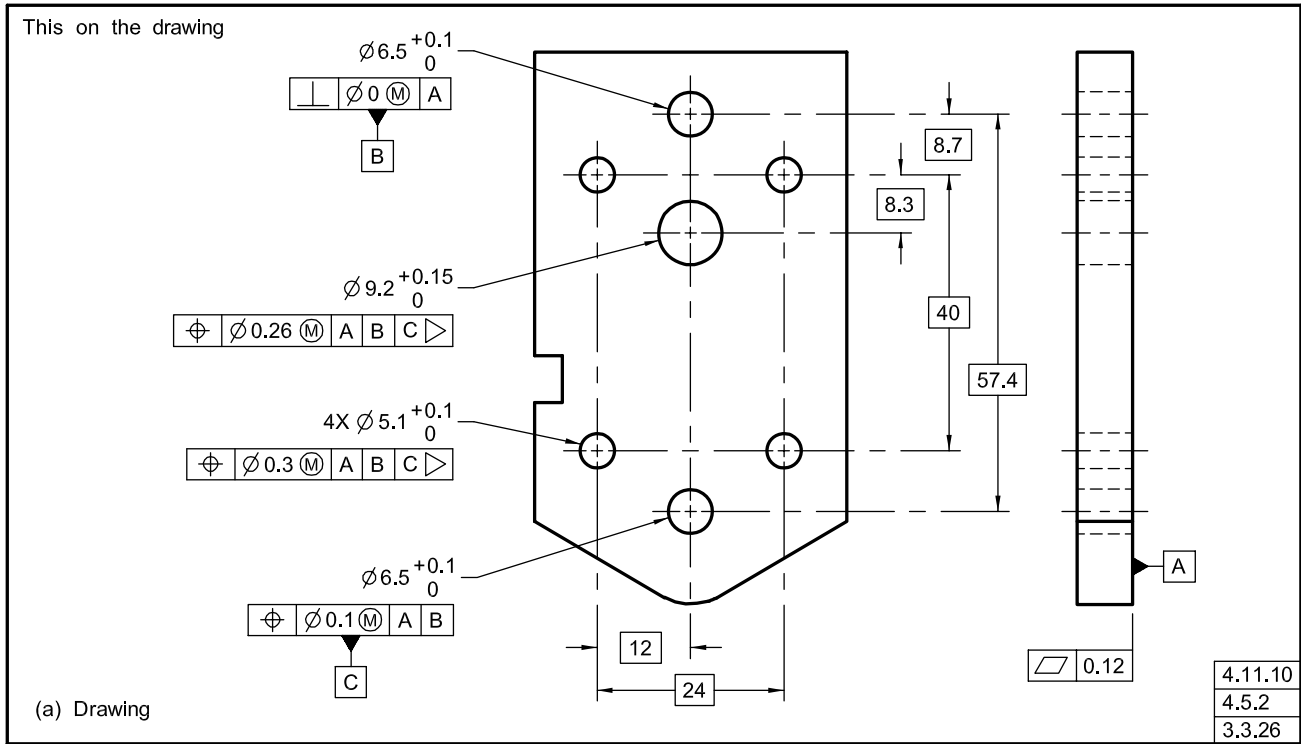 This on the drawing
⌀6.5 +0.1
0
⟂ ⌀0 Ⓜ A
B
8.7
8.3
⌀9.2 +0.15
0
⌖ ⌀0.26 Ⓜ A B C ▷
40
57.4
4X ⌀5.1 +0.1
0
⌖ ⌀0.3 Ⓜ A B C ▷
⌀6.5 +0.1
0
⌖ ⌀0.1 Ⓜ A B
C
A
12
24
⏥ 0.12
(a) Drawing
4.11.10
4.5.2
3.3.26